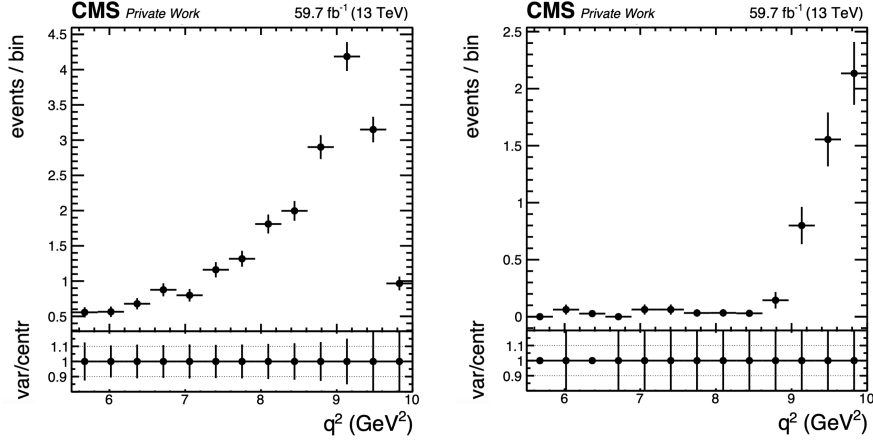 CMS Private Work 59.7 fb⁻¹ (13 TeV)
events / bin
4.5
4
3.5
3
2.5
2
1.5
1
0.5
var/centr
1.1
1
0.9
6 7 8 9 10
q² (GeV²)
CMS Private Work 59.7 fb⁻¹ (13 TeV)
events / bin
2.5
2
1.5
1
0.5
0
var/centr
1.1
1
0.9
6 7 8 9 10
q² (GeV²)